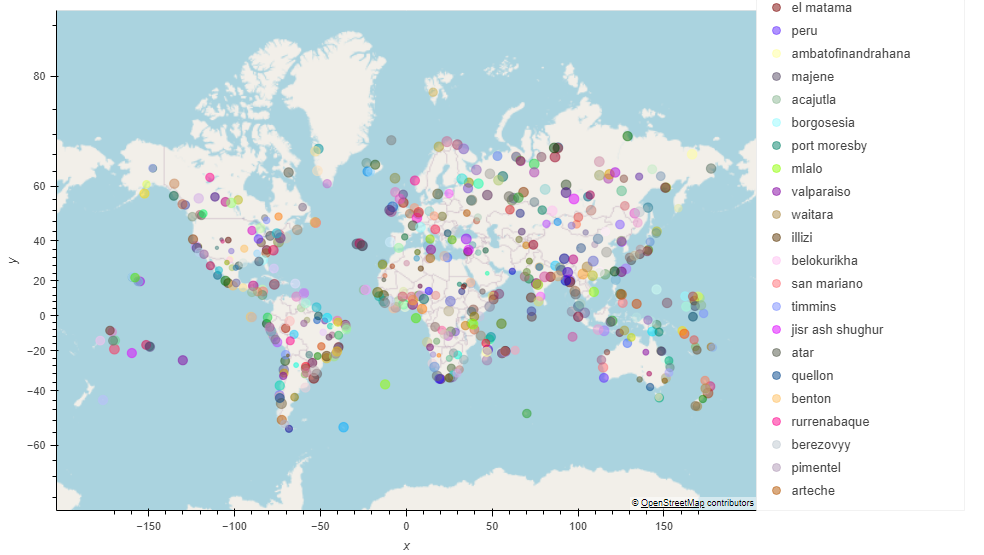 el matama
peru
ambatofinandrahana
majene
acajutla
borgosesia
port moresby
mlalo
valparaiso
waitara
illizi
belokurikha
san mariano
timmins
jisr ash shughur
atar
quellon
benton
rurrenabaque
berezovyy
pimentel
arteche
80
60
40
20
0
−20
−40
−60
y
© OpenStreetMap contributors
−150 −100 −50 0 50 100 150
x